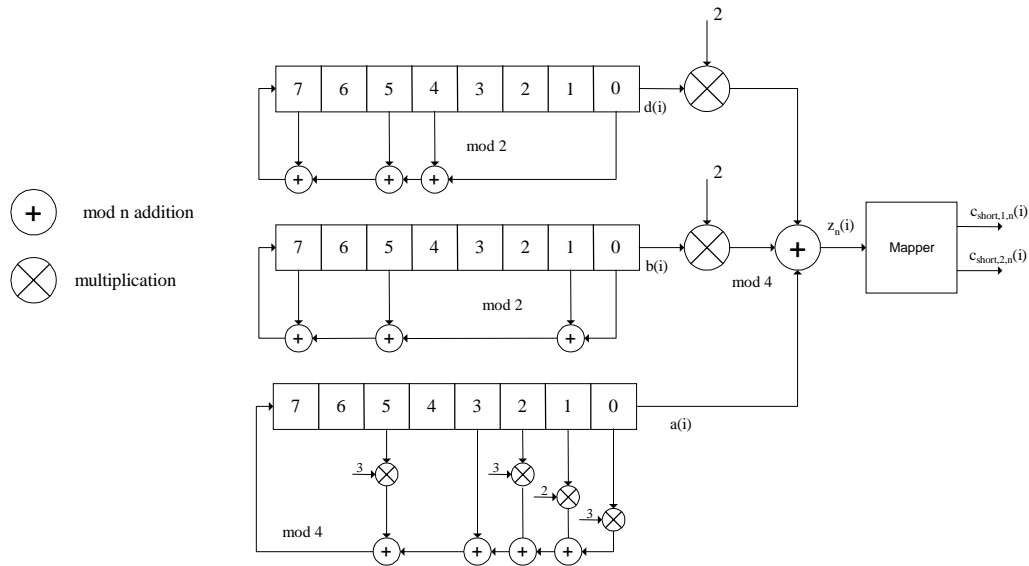 2
7 6 5 4 3 2 1 0
d(i)
mod 2
+ + +
2
+ mod n addition
multiplication
7 6 5 4 3 2 1 0
b(i)
mod 2
+ + +
+
mod 4
z_n(i)
Mapper
c_short,1,n(i)
c_short,2,n(i)
7 6 5 4 3 2 1 0
a(i)
3 3 2 3
mod 4
+ + + +